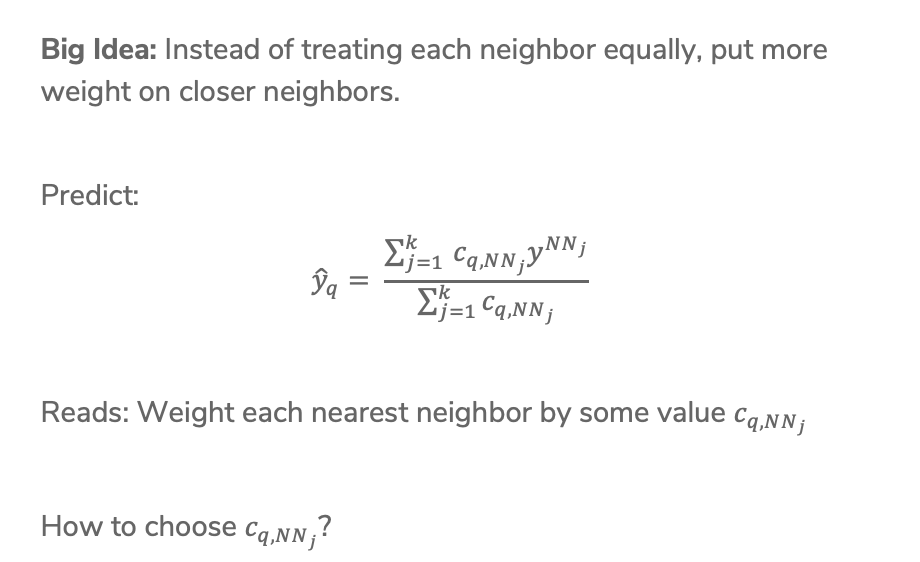 Big Idea: Instead of treating each neighbor equally, put more
weight on closer neighbors.
Predict:
ŷ_q = \frac{\sum_{j=1}^{k} c_{q,NN_j} y^{NN_j}}{\sum_{j=1}^{k} c_{q,NN_j}}
Reads: Weight each nearest neighbor by some value c_{q,NN_j}
How to choose c_{q,NN_j}?